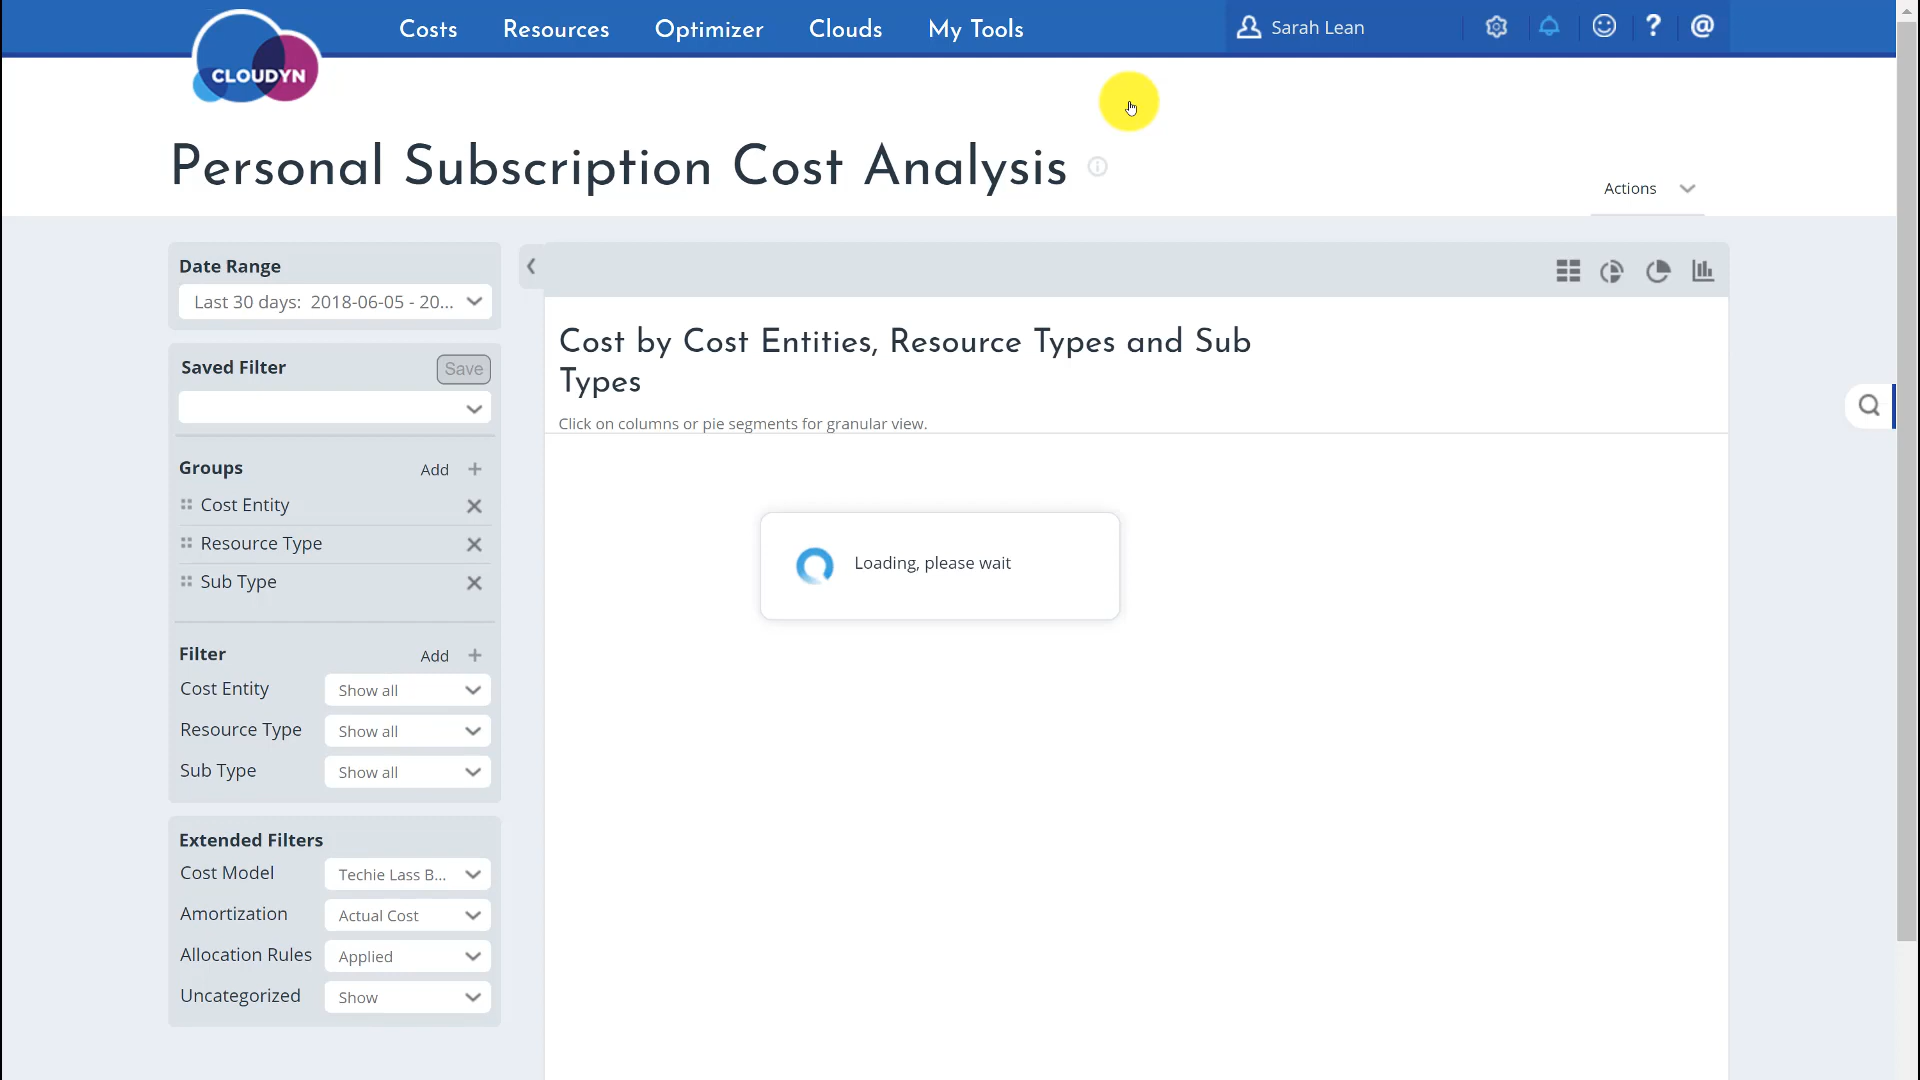 Costs Resources Optimizer Clouds My Tools Sarah Lean ? @
CLOUDYN
Personal Subscription Cost Analysis
Actions
Date Range
Last 30 days: 2018-06-05 - 20...
Saved Filter Save
Groups Add +
Cost Entity
Resource Type
Sub Type
Filter Add +
Cost Entity Show all
Resource Type Show all
Sub Type Show all
Extended Filters
Cost Model Techie Lass B...
Amortization Actual Cost
Allocation Rules Applied
Uncategorized Show
Cost by Cost Entities, Resource Types and Sub
Types
Click on columns or pie segments for granular view.
Loading, please wait